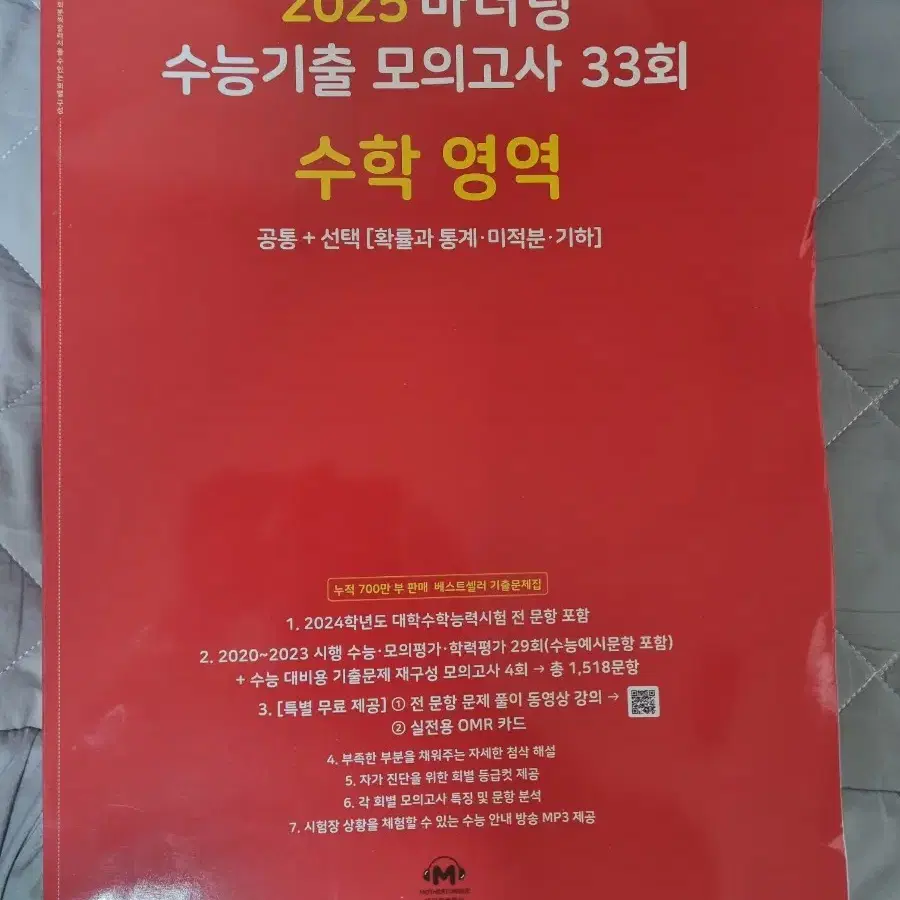 2025 마더텅
수능기출 모의고사 33회
수학 영역
공통 + 선택 [확률과 통계·미적분·기하]
누적 700만 부 판매 베스트셀러 기출문제집
1. 2024학년도 대학수학능력시험 전 문항 포함
2. 2020~2023 시행 수능·모의평가·학력평가 29회(수능예시문항 포함)
+ 수능 대비용 기출문제 재구성 모의고사 4회 → 총 1,518문항
3. [특별 무료 제공] ① 전 문항 문제 풀이 동영상 강의 →
② 실전용 OMR 카드
4. 부족한 부분을 채워주는 자세한 첨삭 해설
5. 자가 진단을 위한 회별 등급컷 제공
6. 각 회별 모의고사 특징 및 문항 분석
7. 시험장 상황을 체험할 수 있는 수능 안내 방송 MP3 제공
M